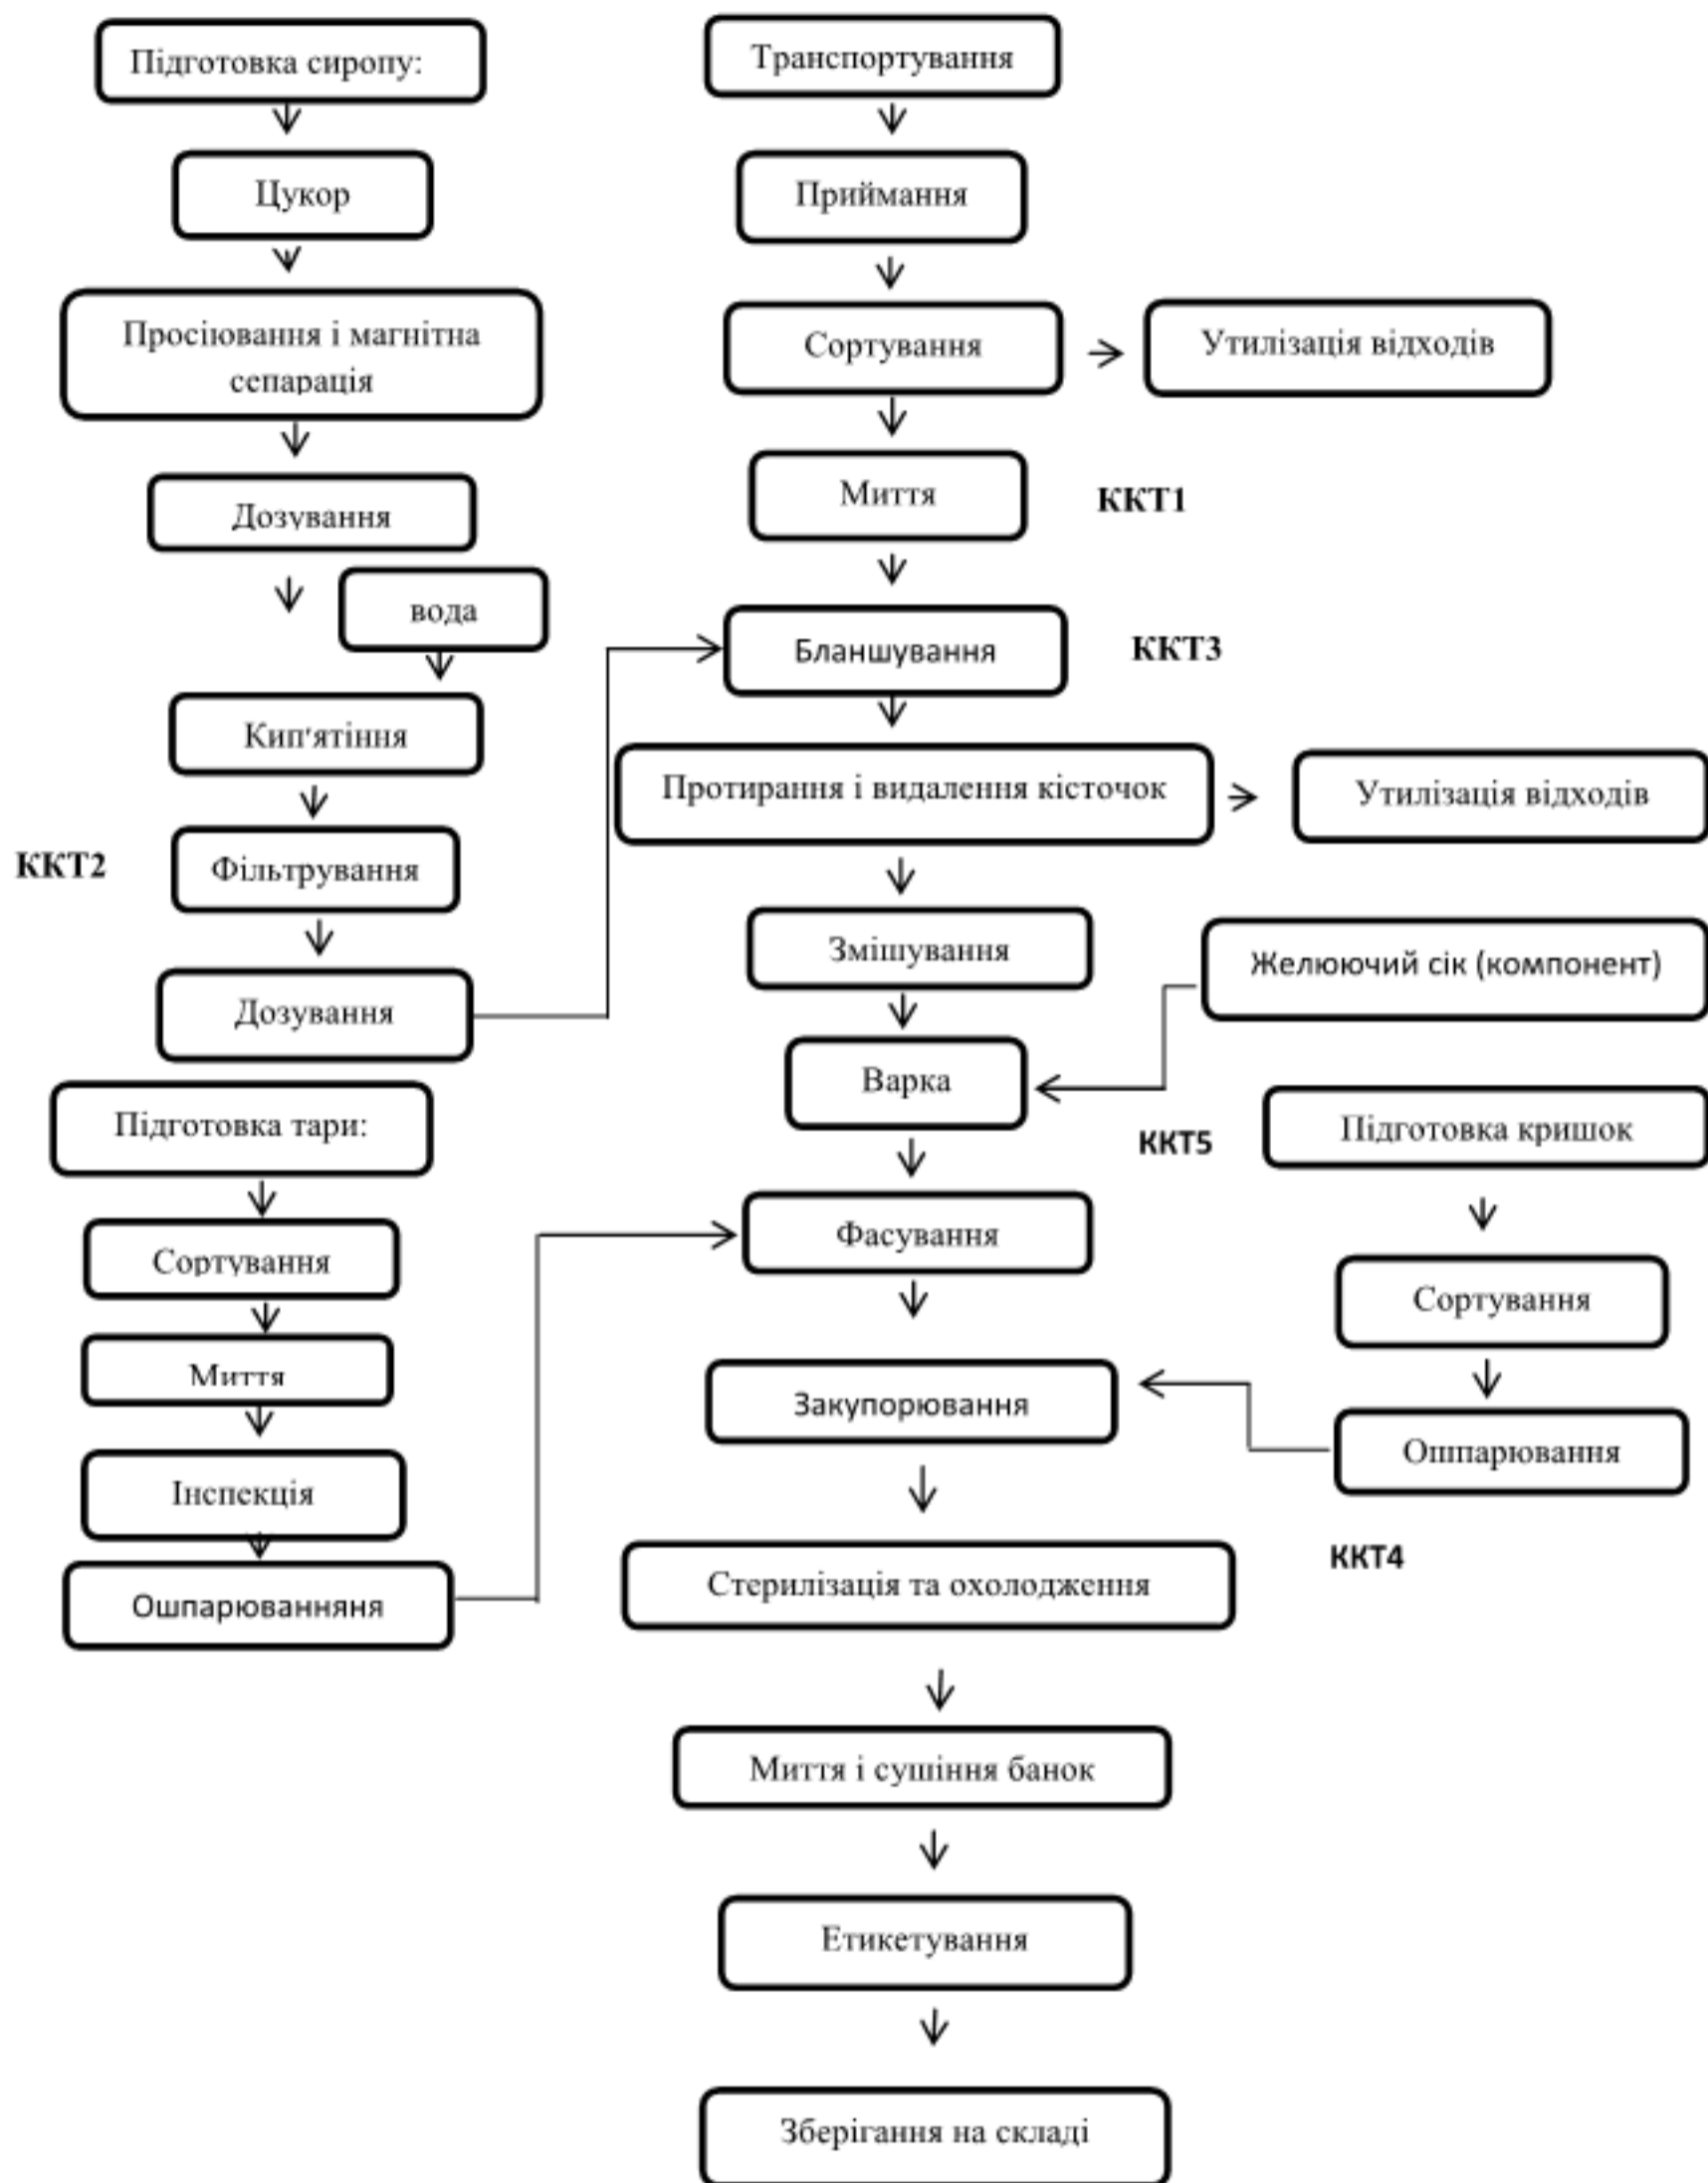 Підготовка сиропу:
Цукор
Просіювання і магнітна
сепарація
Дозування
вода
Кип'ятіння
ККТ2
Фільтрування
Дозування
Підготовка тари:
Сортування
Миття
Інспекція
Ошпарюванняня
Транспортування
Приймання
Сортування
Утилізація відходів
Миття
ККТ1
Бланшування
ККТ3
Протирання і видалення кісточок
Утилізація відходів
Змішування
Желюючий сік (компонент)
Варка
ККТ5
Підготовка кришок
Фасування
Сортування
Закупорювання
Ошпарювання
ККТ4
Стерилізація та охолодження
Миття і сушіння банок
Етикетування
Зберігання на складі